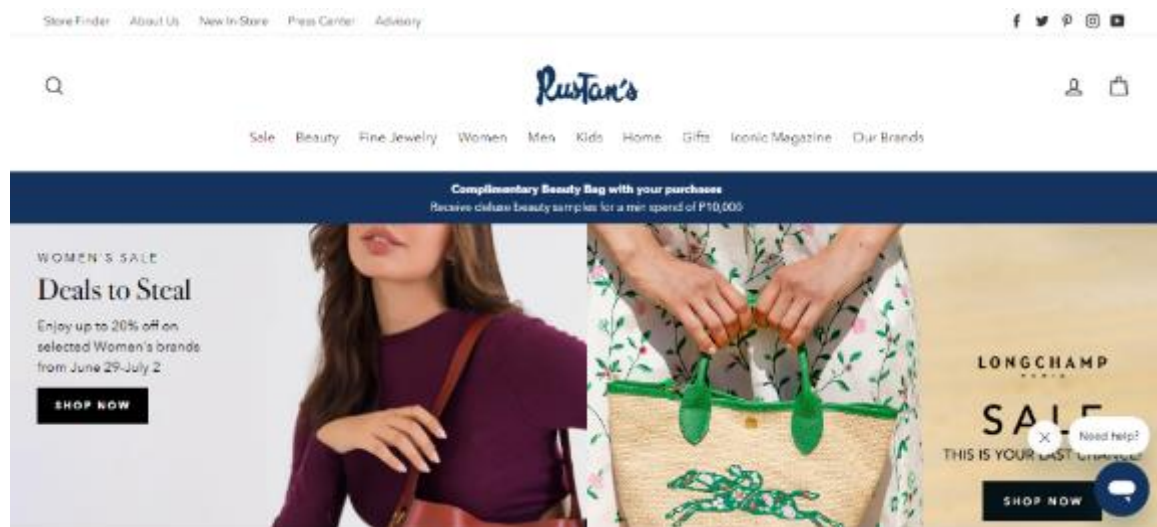 Store Finder About Us New In-Store Press Center Advisory
Rustan's
Sale Beauty Fine Jewelry Women Men Kids Home Gifts Iconic Magazine Our Brands
Complimentary Beauty Bag with your purchases
Receive deluxe beauty samples for a min spend of P10,000
WOMEN'S SALE
Deals to Steal
Enjoy up to 20% off on
selected Women's brands
from June 29-July 2
SHOP NOW
LONGCHAMP
PARIS
SALE
Need help?
THIS IS YOUR LAST CHANCE!
SHOP NOW